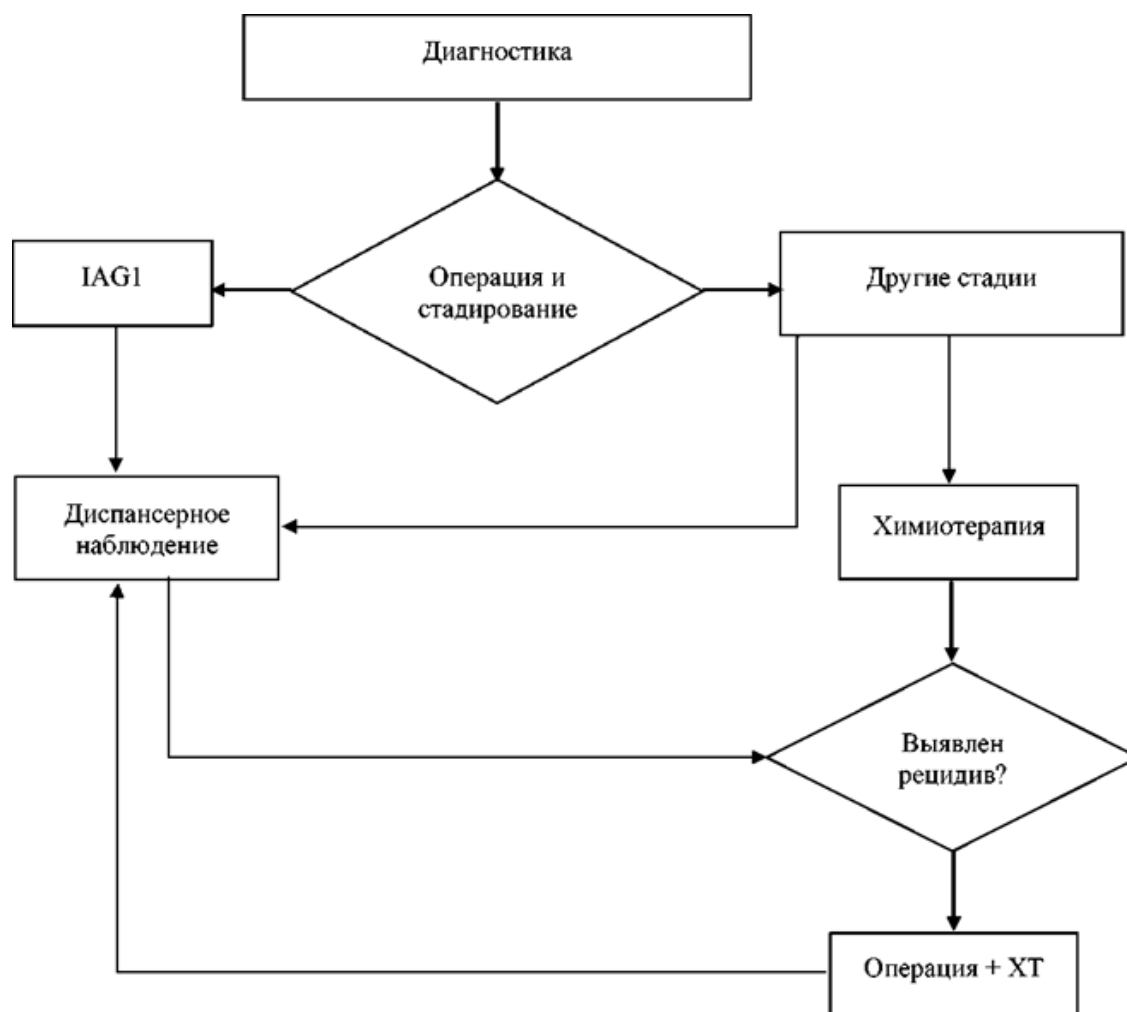 Диагностика
IAG1
Операция и
стадирование
Другие стадии
Диспансерное
наблюдение
Химиотерапия
Выявлен
рецидив?
Операция + ХТ